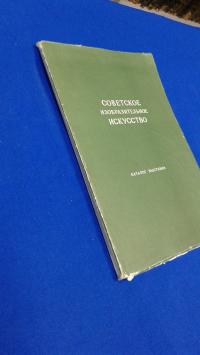 СОВЕТСКОЕ
ИЗОБРАЗИТЕЛЬНОЕ
ИСКУССТВО
КАТАЛОГ ВЫСТАВКИ